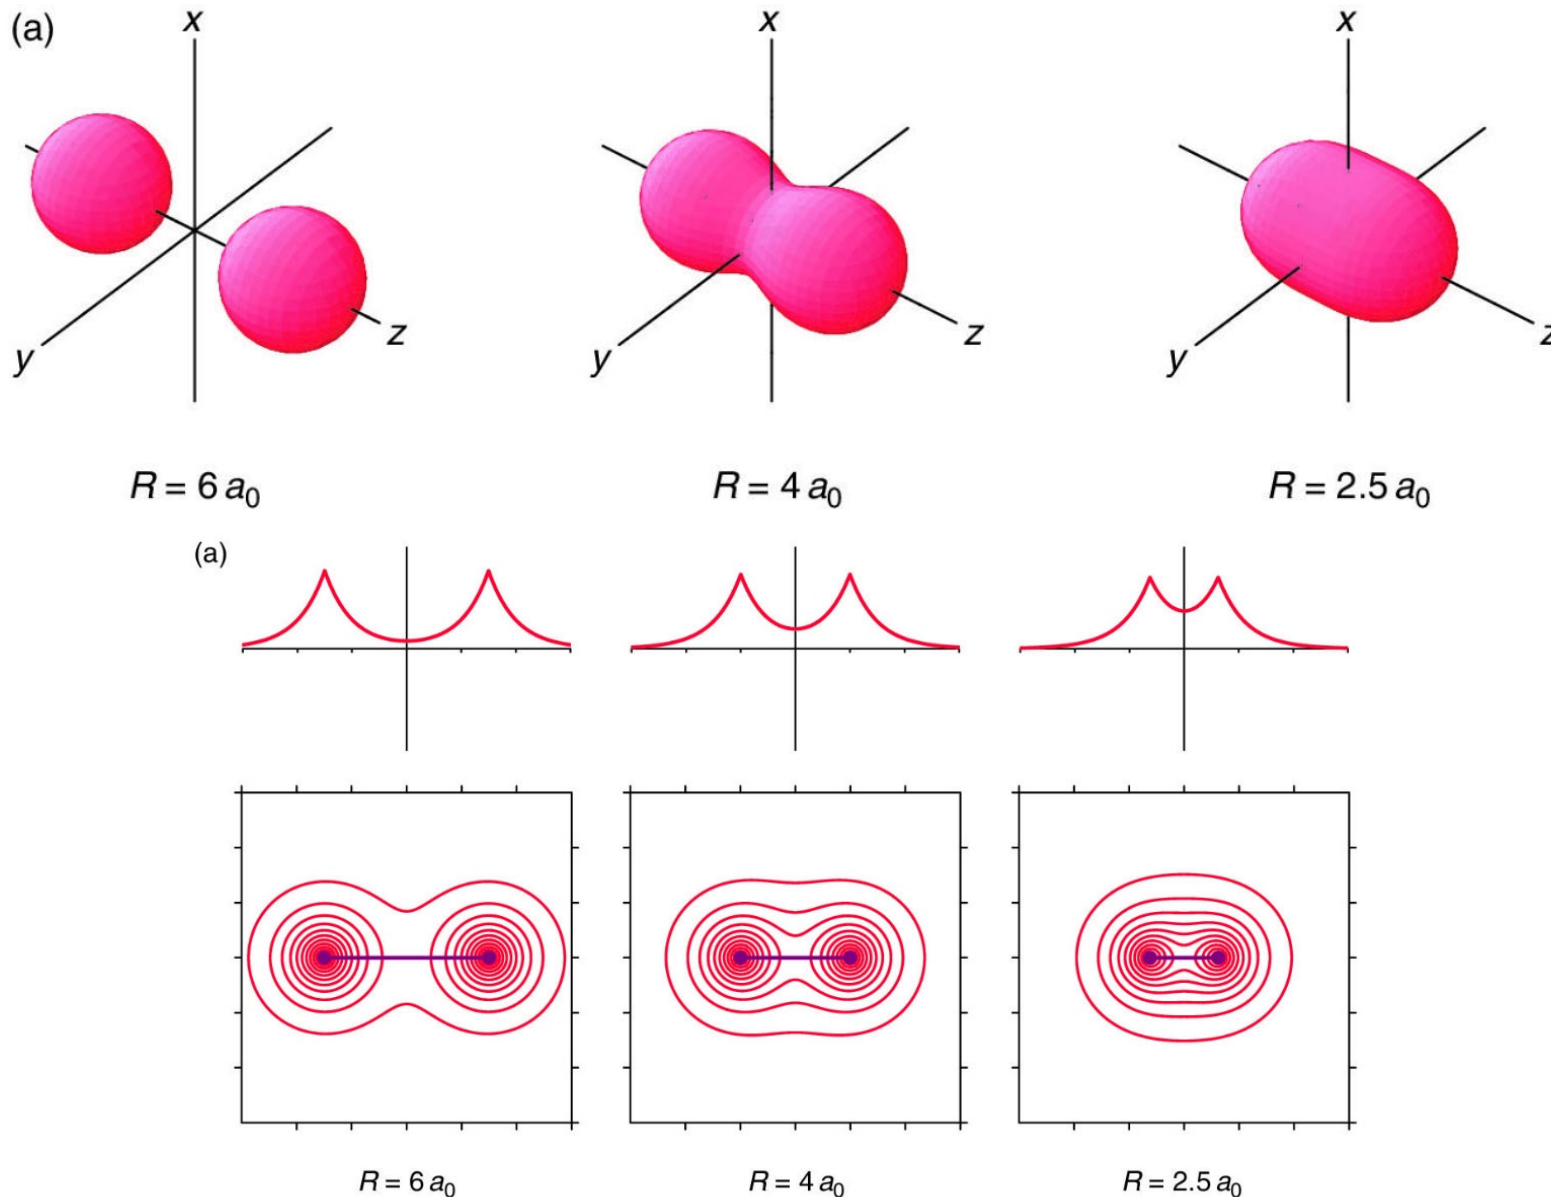 (a)
x x x
y z y z y z
R = 6 a₀ R = 4 a₀ R = 2.5 a₀
(a)
R = 6 a₀ R = 4 a₀ R = 2.5 a₀